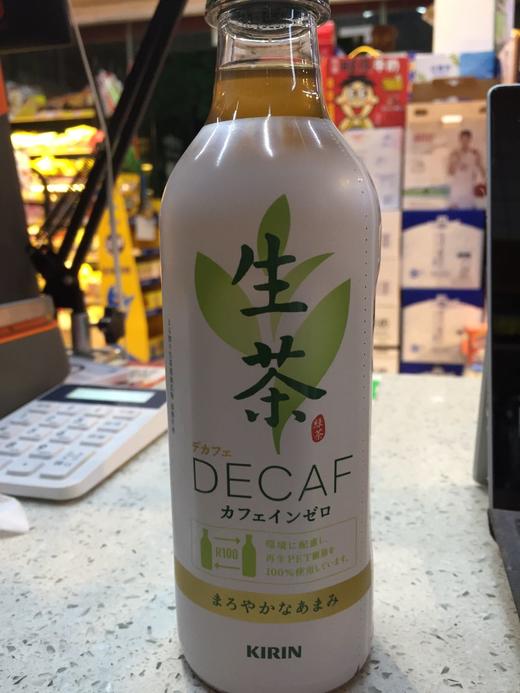 生茶
緑茶
デカフェ
DECAF
カフェインゼロ
R100
環境に配慮し、
再生PET樹脂を
100%使用しています。
まろやかなあまみ
KIRIN